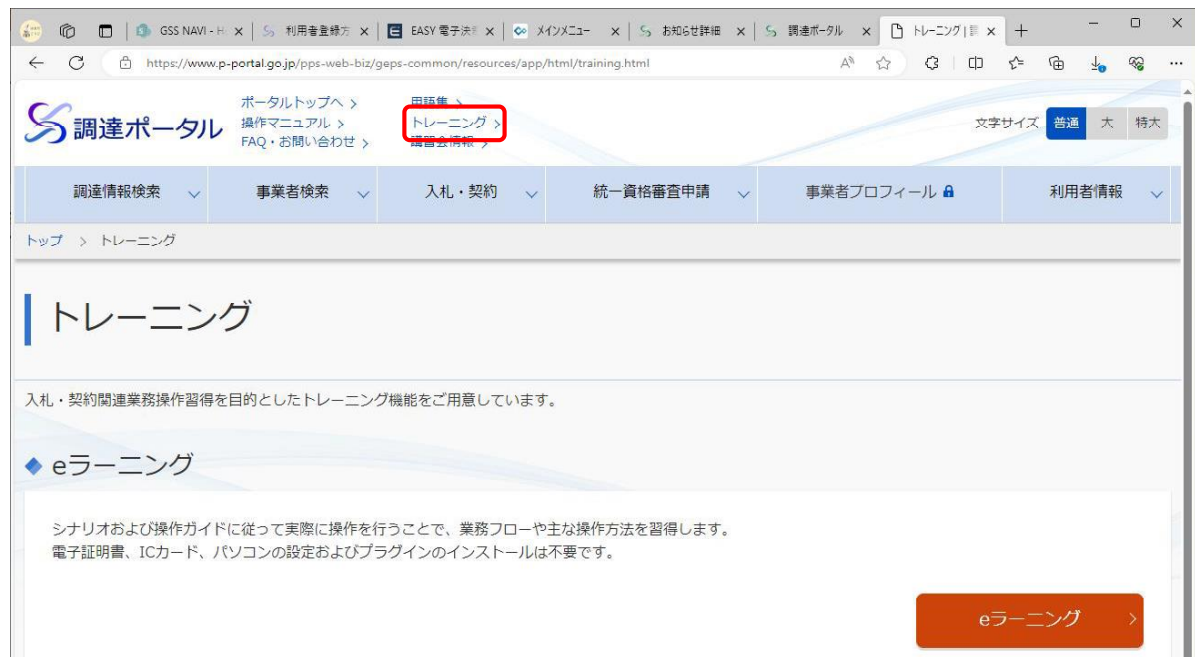 GSS NAVI - H
利用者登録方
EASY 電子決
メインメニュー
お知らせ詳細
調達ポータル
トレーニング |
https://www.p-portal.go.jp/pps-web-biz/geps-common/resources/app/html/training.html
調達ポータル
ポータルトップへ >
操作マニュアル >
FAQ・お問い合わせ >
用語集 >
トレーニング >
講習会情報 >
文字サイズ 普通 大 特大
調達情報検索 事業者検索 入札・契約 統一資格審査申請 事業者プロフィール 利用者情報
トップ > トレーニング
トレーニング
入札・契約関連業務操作習得を目的としたトレーニング機能をご用意しています。
eラーニング
シナリオおよび操作ガイドに従って実際に操作を行うことで、業務フローや主な操作方法を習得します。
電子証明書、ICカード、パソコンの設定およびプラグインのインストールは不要です。
eラーニング >